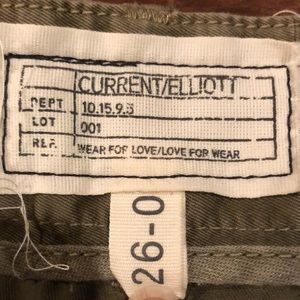 CURRENT/ELLIOTT
DEPT 10.15.9.5
LOT 001
REF. WEAR FOR LOVE/LOVE FOR WEAR
26-0